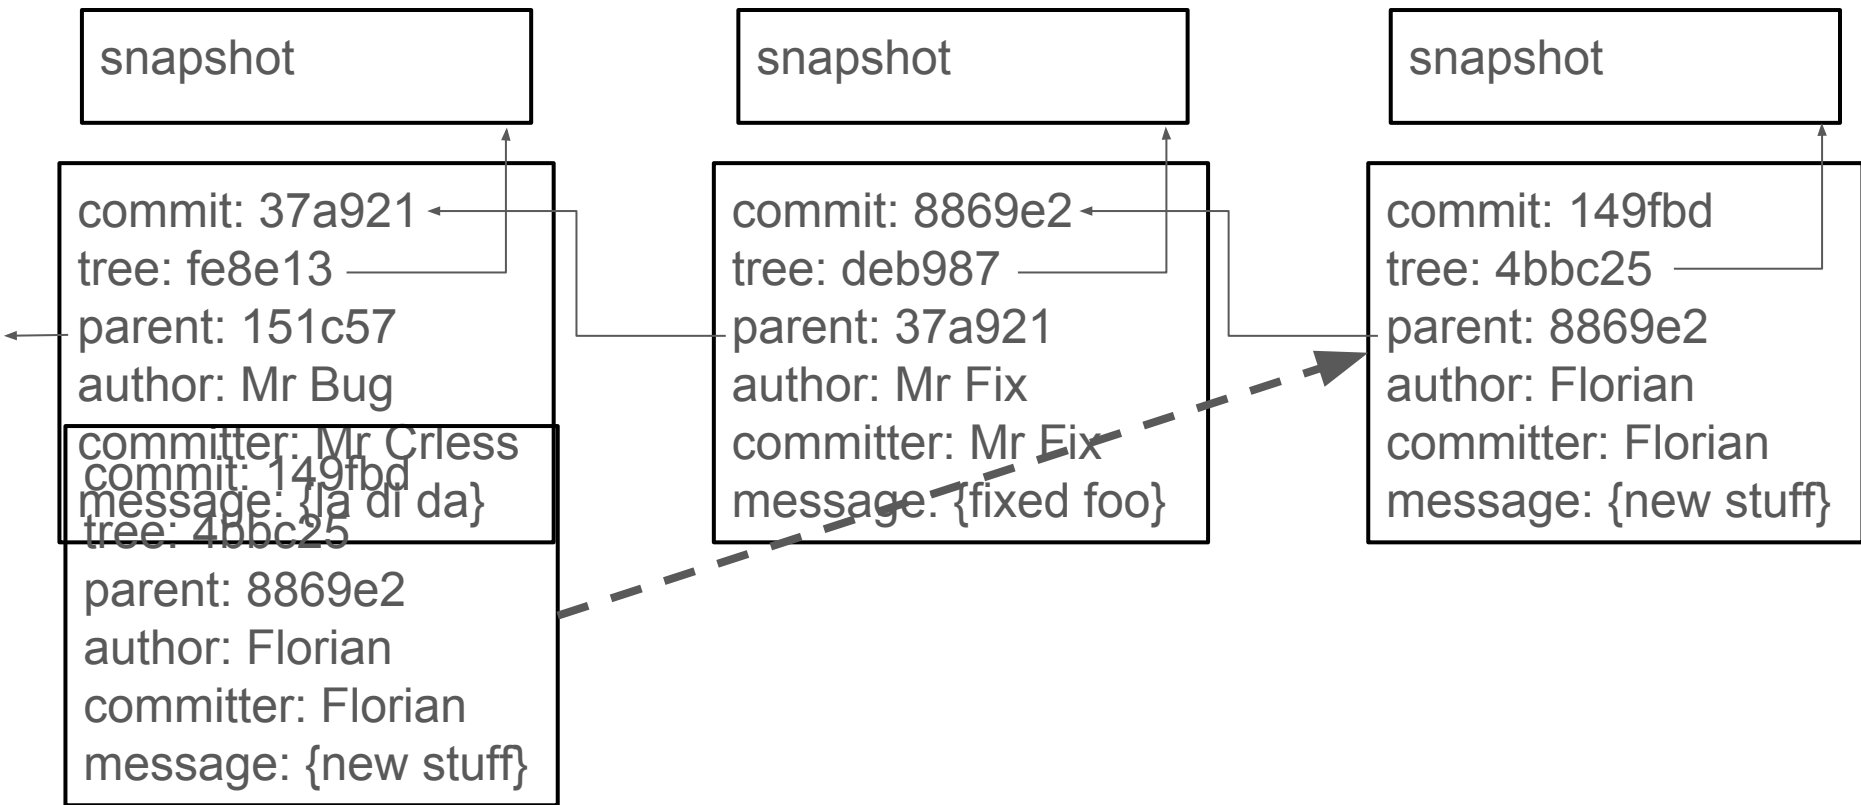 snapshot
snapshot
snapshot
commit: 37a921
tree: fe8e13
parent: 151c57
author: Mr Bug
committer: Mr Crless
message: {la di da}
commit: 8869e2
tree: deb987
parent: 37a921
author: Mr Fix
committer: Mr Fix
message: {fixed foo}
commit: 149fbd
tree: 4bbc25
parent: 8869e2
author: Florian
committer: Florian
message: {new stuff}
commit: 149fbd
tree: 4bbc25
parent: 8869e2
author: Florian
committer: Florian
message: {new stuff}